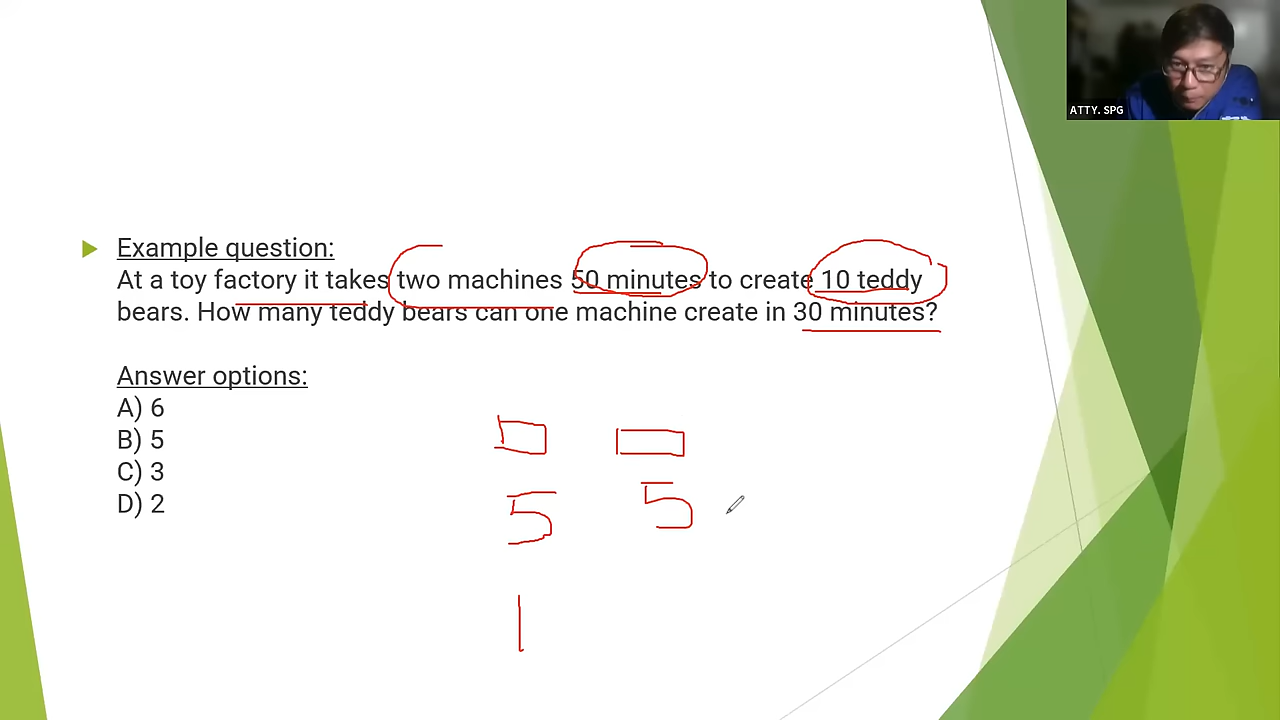 ATTY. SPG
Example question:
At a toy factory it takes two machines 50 minutes to create 10 teddy
bears. How many teddy bears can one machine create in 30 minutes?
Answer options:
A) 6
B) 5
C) 3
D) 2
5 5
1